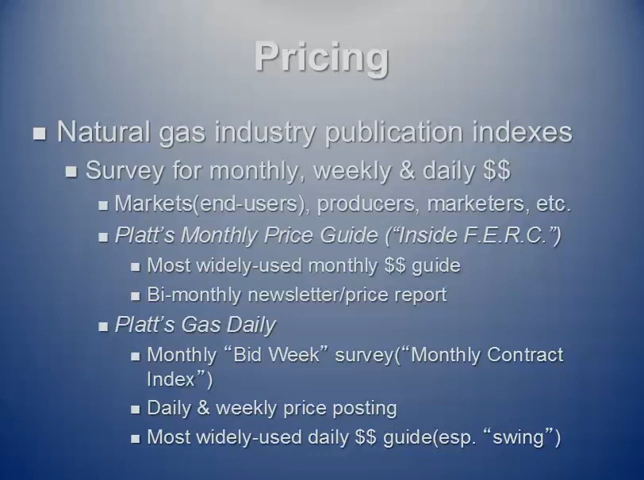 Pricing
Natural gas industry publication indexes
Survey for monthly, weekly & daily $$
Markets(end-users), producers, marketers, etc.
Platt's Monthly Price Guide ("Inside F.E.R.C.")
Most widely-used monthly $$ guide
Bi-monthly newsletter/price report
Platt's Gas Daily
Monthly “Bid Week” survey(“Monthly Contract
Index”)
Daily & weekly price posting
Most widely-used daily $$ guide(esp. “swing”)